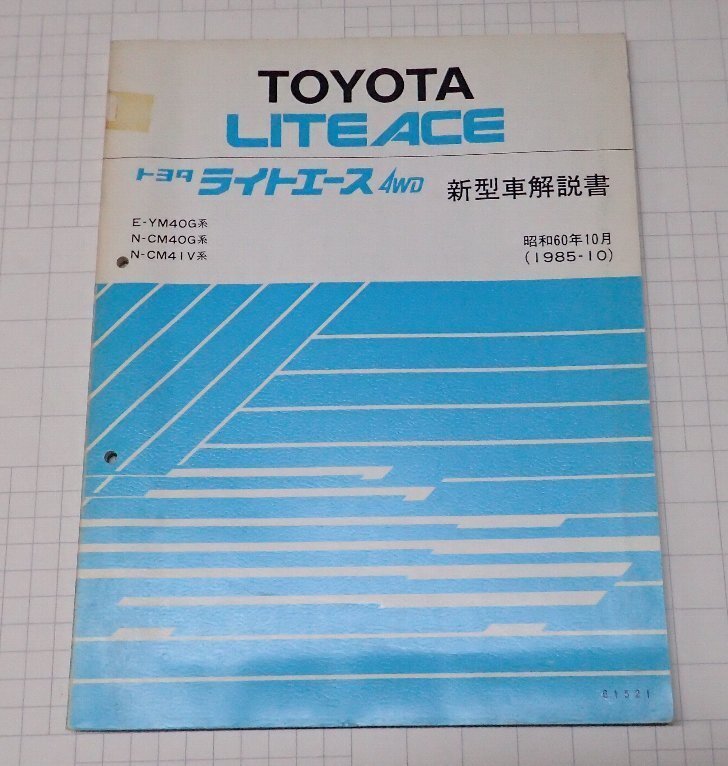 TOYOTA
LITEACE
トヨタ ライトエース 4WD 新型車解説書
E-YM40G系
N-CM40G系
N-CM41V系
昭和60年10月
(1985-10)
61521